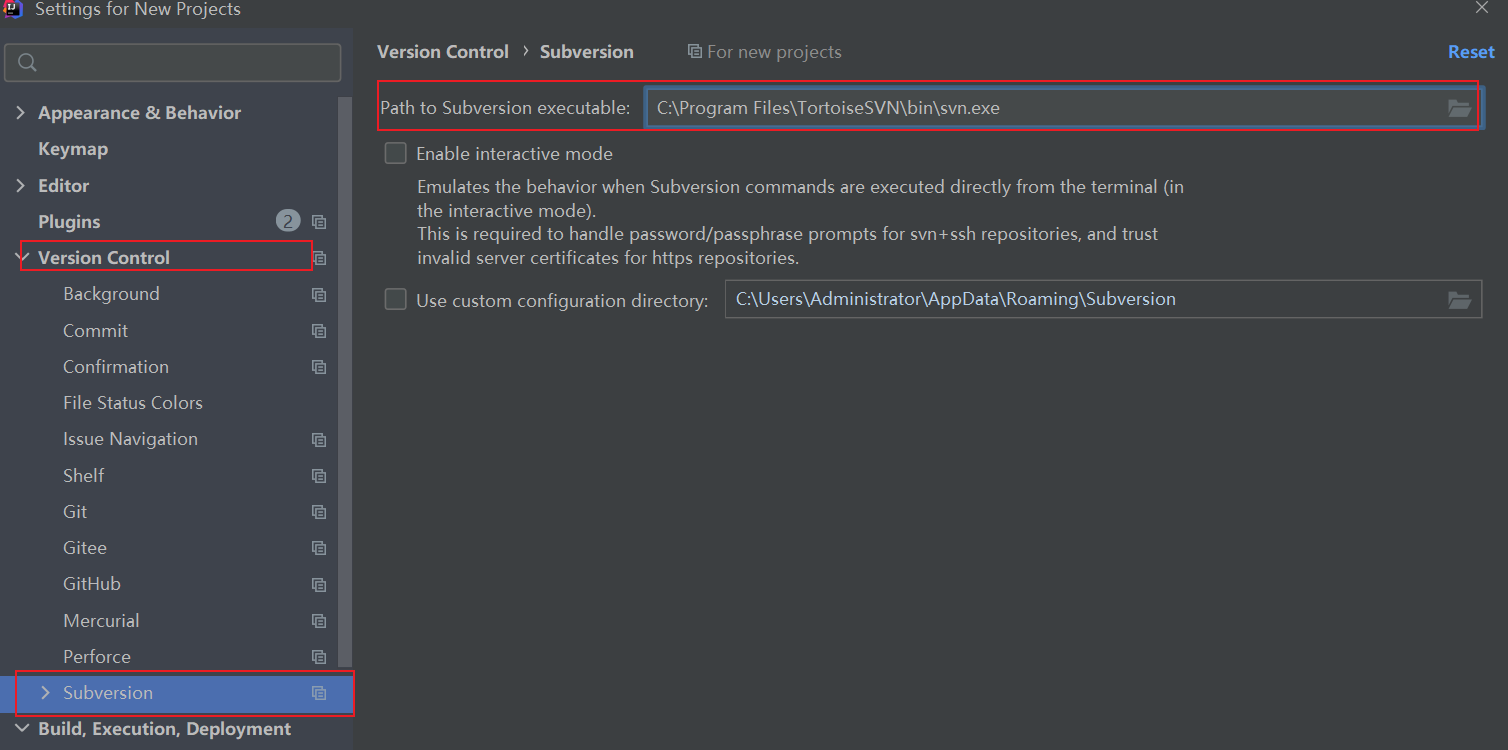 Settings for New Projects
Version Control › Subversion For new projects Reset
Appearance & Behavior
Keymap
Editor
Plugins 2
Version Control
Background
Commit
Confirmation
File Status Colors
Issue Navigation
Shelf
Git
Gitee
GitHub
Mercurial
Perforce
Subversion
Build, Execution, Deployment
Path to Subversion executable: C:\Program Files\TortoiseSVN\bin\svn.exe
Enable interactive mode
Emulates the behavior when Subversion commands are executed directly from the terminal (in
the interactive mode).
This is required to handle password/passphrase prompts for svn+ssh repositories, and trust
invalid server certificates for https repositories.
Use custom configuration directory: C:\Users\Administrator\AppData\Roaming\Subversion